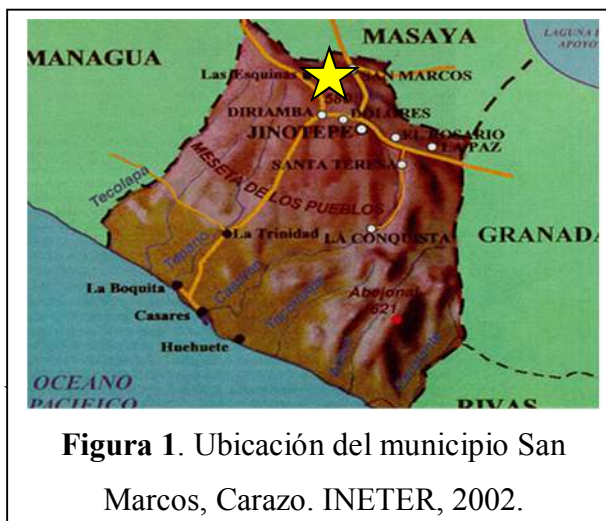 MASAYA
LAGUNA D
APOYO
MANAGUA
Las Esquinas
SAN MARCOS
580
DIRIAMBA
DOLORES
JINOTEPE
EL ROSARIO
LA PAZ
SANTA TERESA
MESETA DE LOS PUEBLOS
Tecolapa
La Trinidad
LA CONQUISTA
GRANADA
La Boquita
Casares
Casares
Huehuete
Abejonal
621
OCEANO
PACIFICO
RIVAS
Figura 1. Ubicación del municipio San
Marcos, Carazo. INETER, 2002.